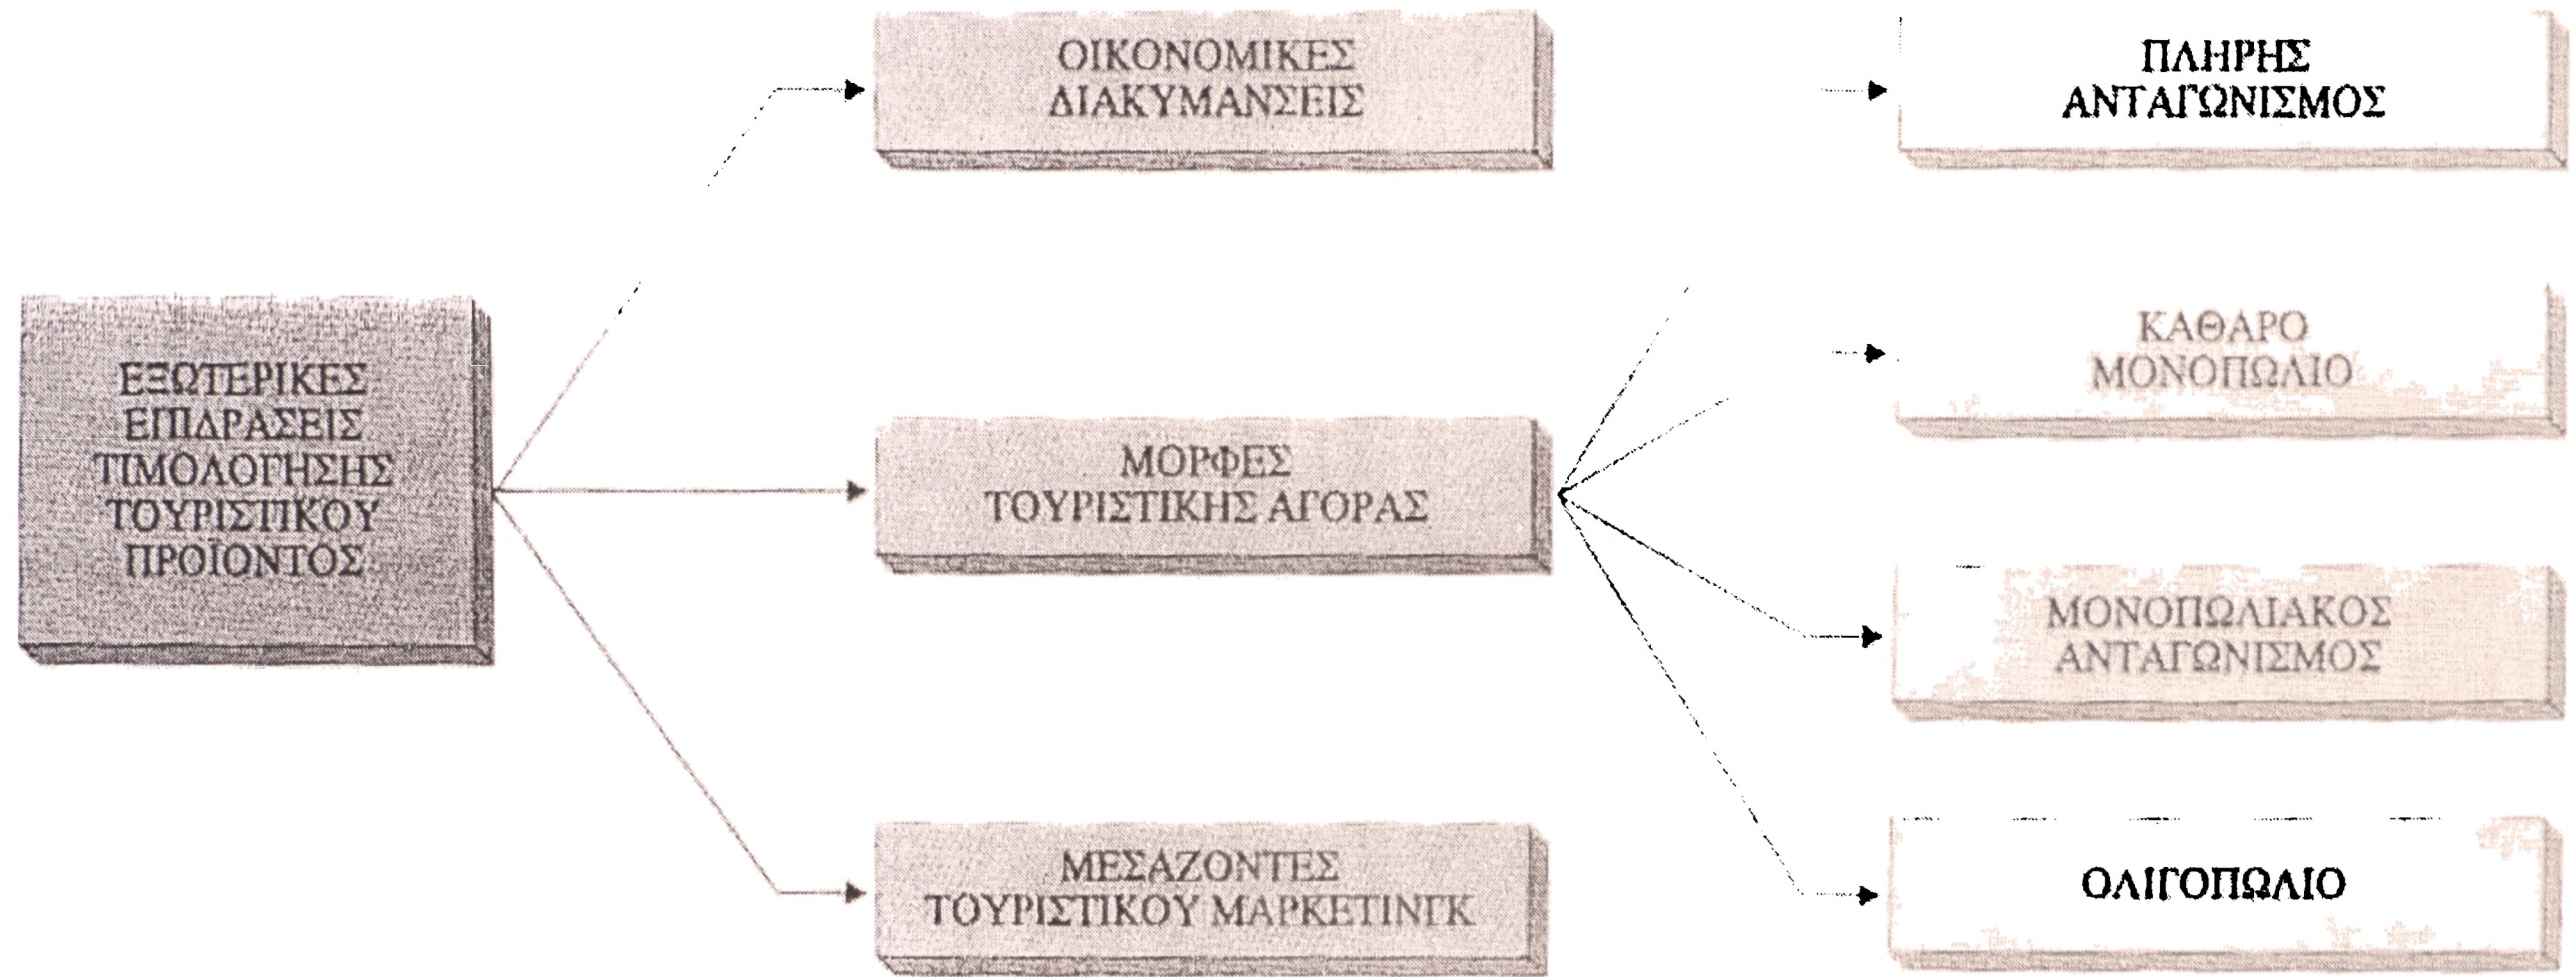 ΕΞΩΤΕΡΙΚΕΣ
ΕΠΙΔΡΑΣΕΙΣ
ΤΙΜΟΛΟΓΗΣΗΣ
ΤΟΥΡΙΣΤΙΚΟΥ
ΠΡΟΪΟΝΤΟΣ
ΟΙΚΟΝΟΜΙΚΕΣ
ΔΙΑΚΥΜΑΝΣΕΙΣ
ΜΟΡΦΕΣ
ΤΟΥΡΙΣΤΙΚΗΣ ΑΓΟΡΑΣ
ΜΕΣΑΖΟΝΤΕΣ
ΤΟΥΡΙΣΤΙΚΟΥ ΜΑΡΚΕΤΙΝΓΚ
ΠΛΗΡΗΣ
ΑΝΤΑΓΩΝΙΣΜΟΣ
ΚΑΘΑΡΟ
ΜΟΝΟΠΩΛΙΟ
ΜΟΝΟΠΩΛΙΑΚΟΣ
ΑΝΤΑΓΩΝΙΣΜΟΣ
ΟΛΙΓΟΠΩΛΙΟ